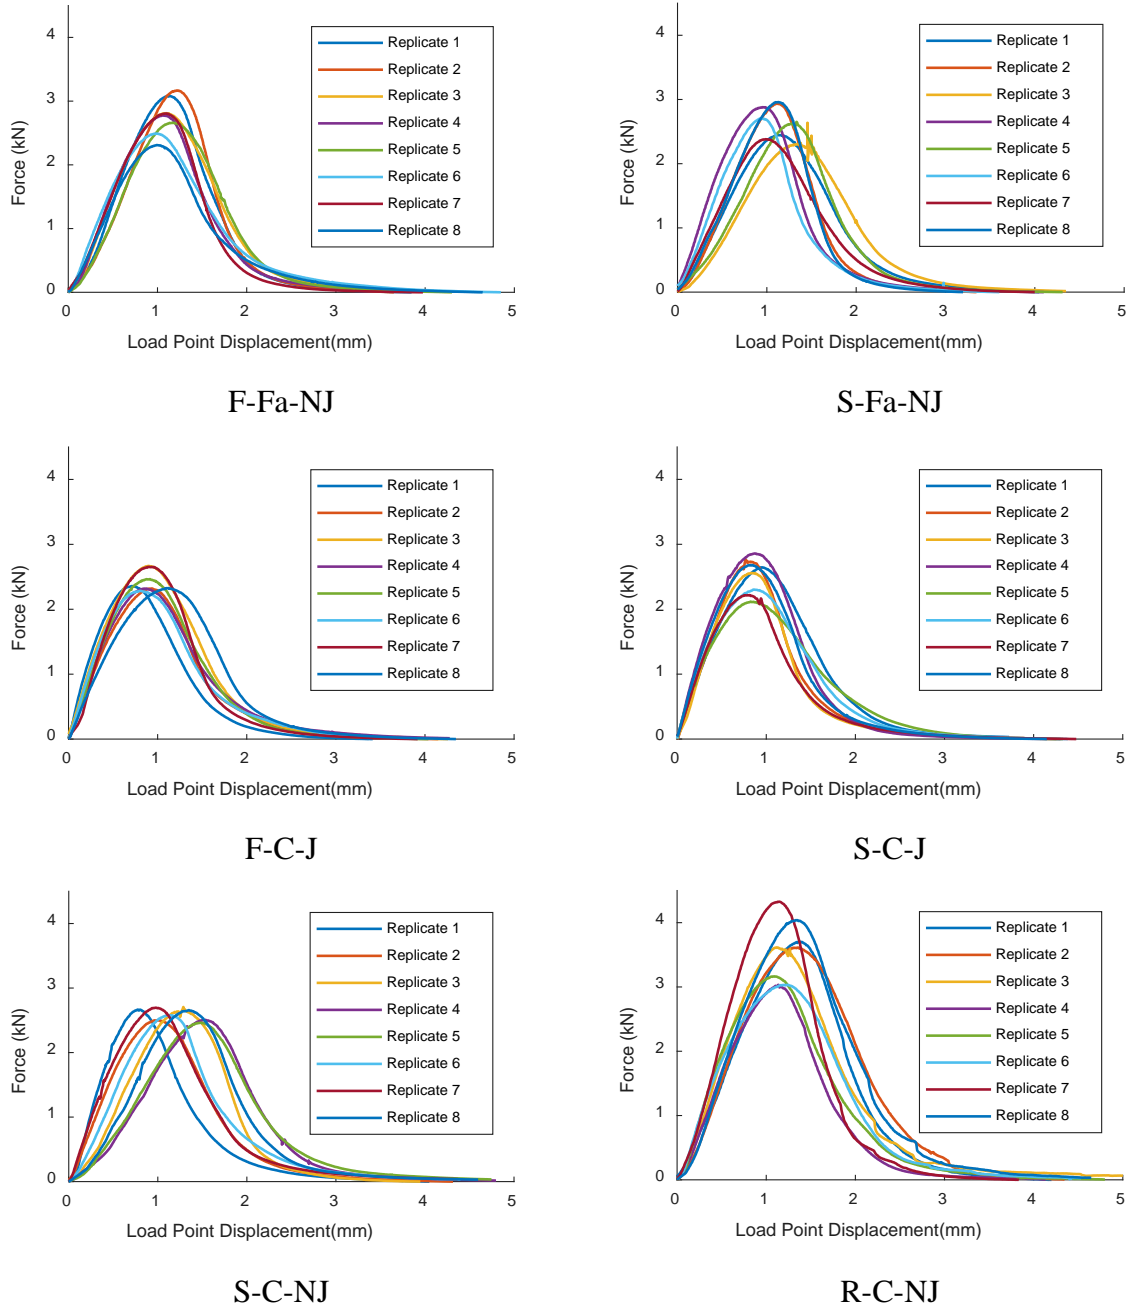 Force (kN)
4
3
2
1
0
Replicate 1
Replicate 2
Replicate 3
Replicate 4
Replicate 5
Replicate 6
Replicate 7
Replicate 8
0 1 2 3 4 5
Load Point Displacement(mm)
F-Fa-NJ
Force (kN)
4
3
2
1
0
Replicate 1
Replicate 2
Replicate 3
Replicate 4
Replicate 5
Replicate 6
Replicate 7
Replicate 8
0 1 2 3 4 5
Load Point Displacement(mm)
S-Fa-NJ
Force (kN)
4
3
2
1
0
Replicate 1
Replicate 2
Replicate 3
Replicate 4
Replicate 5
Replicate 6
Replicate 7
Replicate 8
0 1 2 3 4 5
Load Point Displacement(mm)
F-C-J
Force (kN)
4
3
2
1
0
Replicate 1
Replicate 2
Replicate 3
Replicate 4
Replicate 5
Replicate 6
Replicate 7
Replicate 8
0 1 2 3 4 5
Load Point Displacement(mm)
S-C-J
Force (kN)
4
3
2
1
0
Replicate 1
Replicate 2
Replicate 3
Replicate 4
Replicate 5
Replicate 6
Replicate 7
Replicate 8
0 1 2 3 4 5
Load Point Displacement(mm)
S-C-NJ
Force (kN)
4
3
2
1
0
Replicate 1
Replicate 2
Replicate 3
Replicate 4
Replicate 5
Replicate 6
Replicate 7
Replicate 8
0 1 2 3 4 5
Load Point Displacement(mm)
R-C-NJ